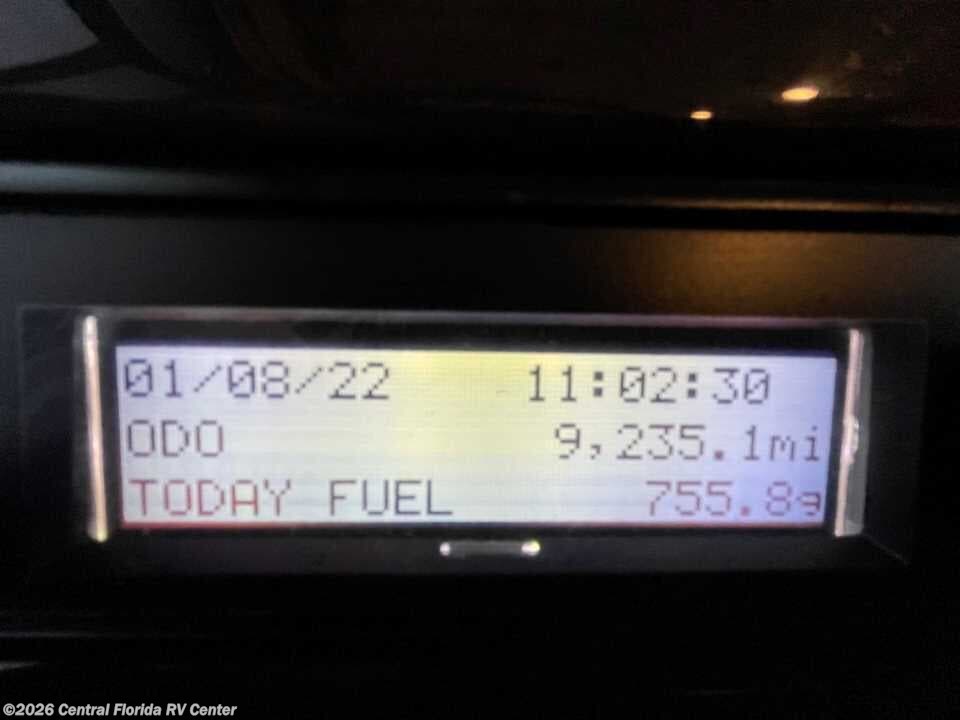 01/08/22 11:02:30
ODO 9,235.1mi
TODAY FUEL 755.8g
©2026 Central Florida RV Center